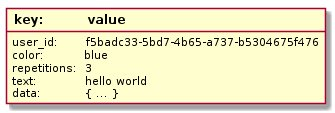 key: value
user_id: f5badc33-5bd7-4b65-a737-b5304675f476
color: blue
repetitions: 3
text: hello world
data: { ... }